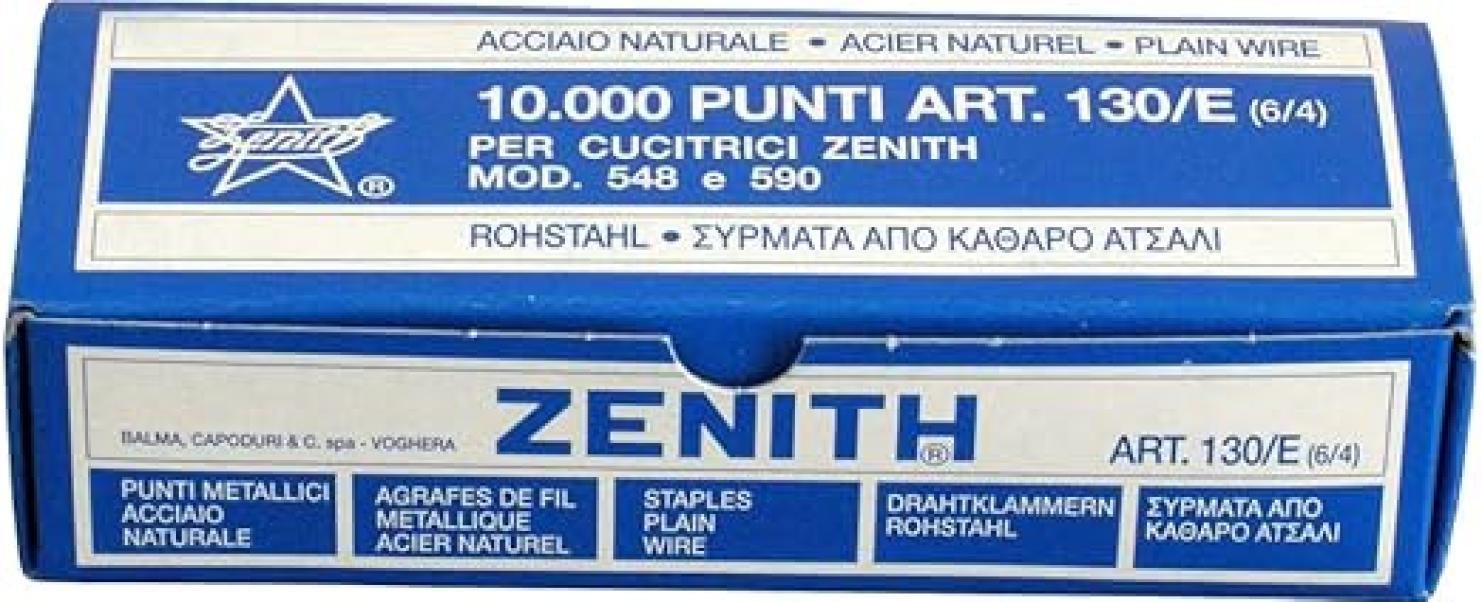 ACCIAIO NATURALE • ACIER NATUREL • PLAIN WIRE
Zenith ®
10.000 PUNTI ART. 130/E (6/4)
PER CUCITRICI ZENITH
MOD. 548 e 590
ROHSTAHL • ΣΥΡΜΑΤΑ ΑΠΟ ΚΑΘΑΡΟ ΑΤΣΑΛΙ
BALMA, CAPODURI & C. spa - VOGHERA
ZENITH®
ART. 130/E (6/4)
PUNTI METALLICI
ACCIAIO
NATURALE
AGRAFES DE FIL
METALLIQUE
ACIER NATUREL
STAPLES
PLAIN
WIRE
DRAHTKLAMMERN
ROHSTAHL
ΣΥΡΜΑΤΑ ΑΠΟ
ΚΑΘΑΡΟ ΑΤΣΑΛΙ